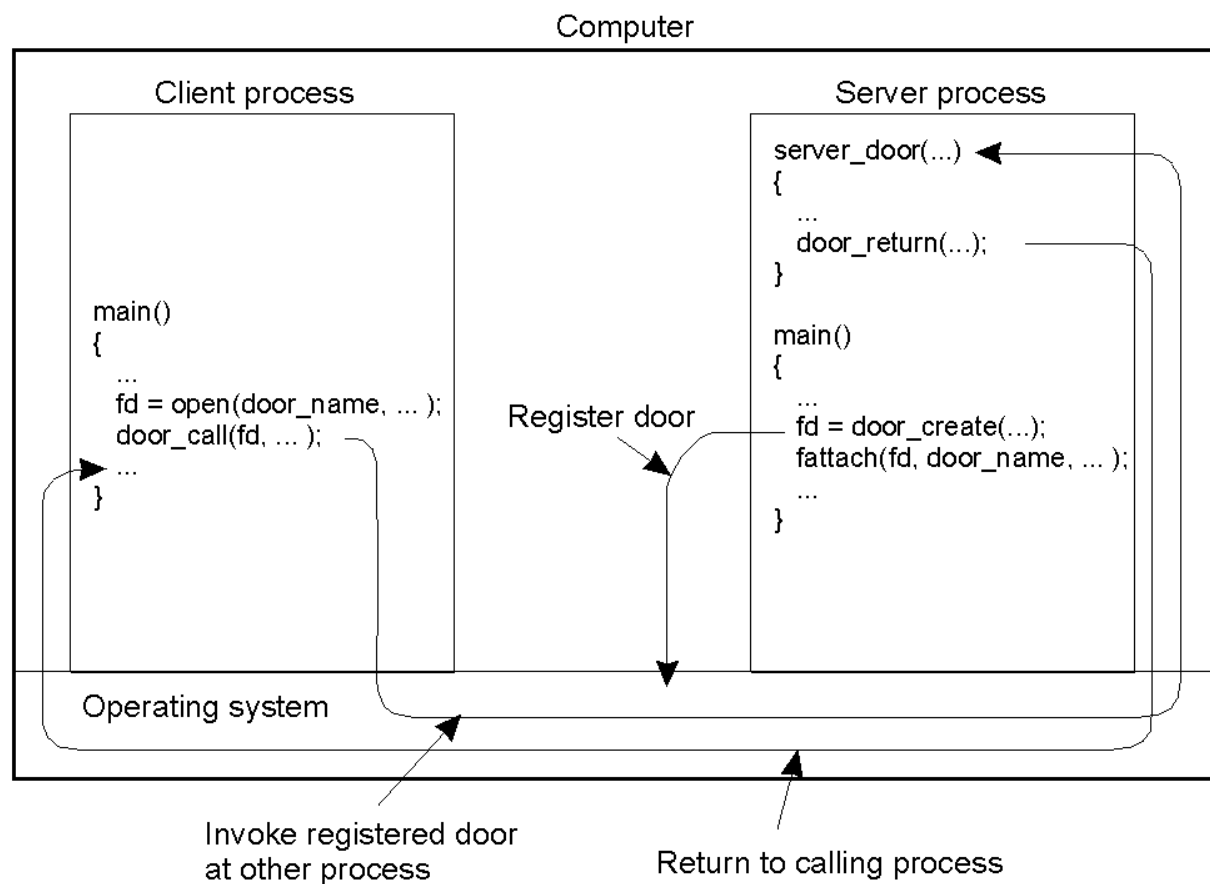 Computer
Client process
main()
{
...
fd = open(door_name, ... );
door_call(fd, ... );
...
}
Server process
server_door(...)
{
...
door_return(...);
}
main()
{
...
fd = door_create(...);
fattach(fd, door_name, ... );
...
}
Register door
Operating system
Invoke registered door
at other process
Return to calling process